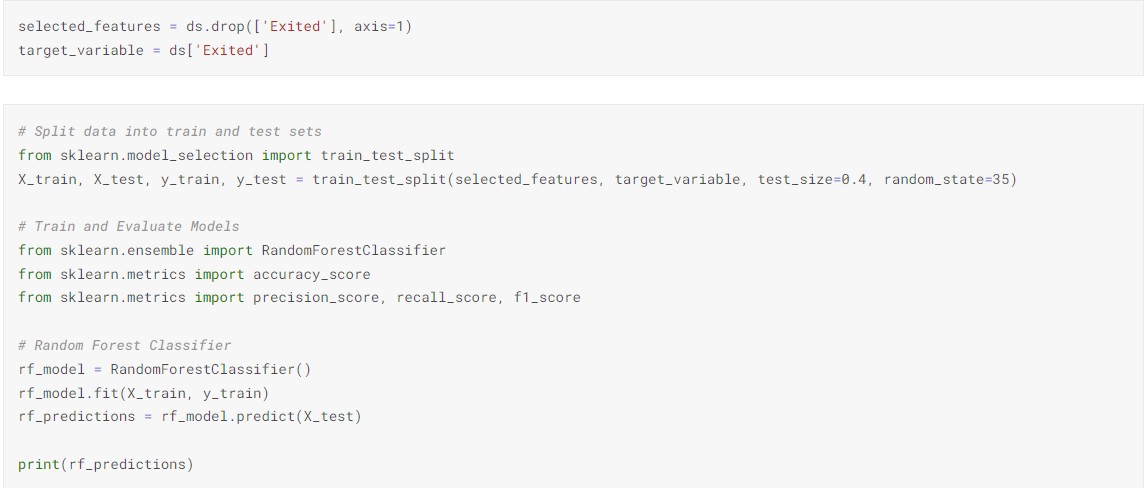 selected_features = ds.drop(['Exited'], axis=1)
target_variable = ds['Exited']
# Split data into train and test sets
from sklearn.model_selection import train_test_split
X_train, X_test, y_train, y_test = train_test_split(selected_features, target_variable, test_size=0.4, random_state=35)
# Train and Evaluate Models
from sklearn.ensemble import RandomForestClassifier
from sklearn.metrics import accuracy_score
from sklearn.metrics import precision_score, recall_score, f1_score
# Random Forest Classifier
rf_model = RandomForestClassifier()
rf_model.fit(X_train, y_train)
rf_predictions = rf_model.predict(X_test)
print(rf_predictions)